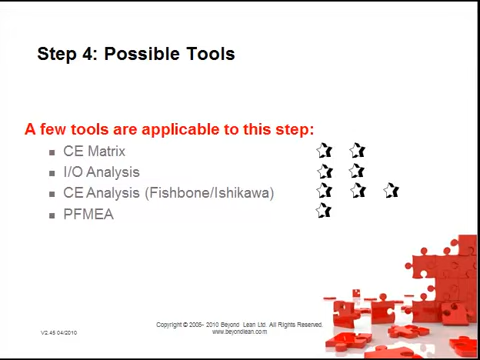 Step 4: Possible Tools
A few tools are applicable to this step:
CE Matrix
I/O Analysis
CE Analysis (Fishbone/Ishikawa)
PFMEA
Copyright © 2005- 2010 Beyond Lean Ltd. All Rights Reserved.
V2.45 04/2010
www.beyondlean.com